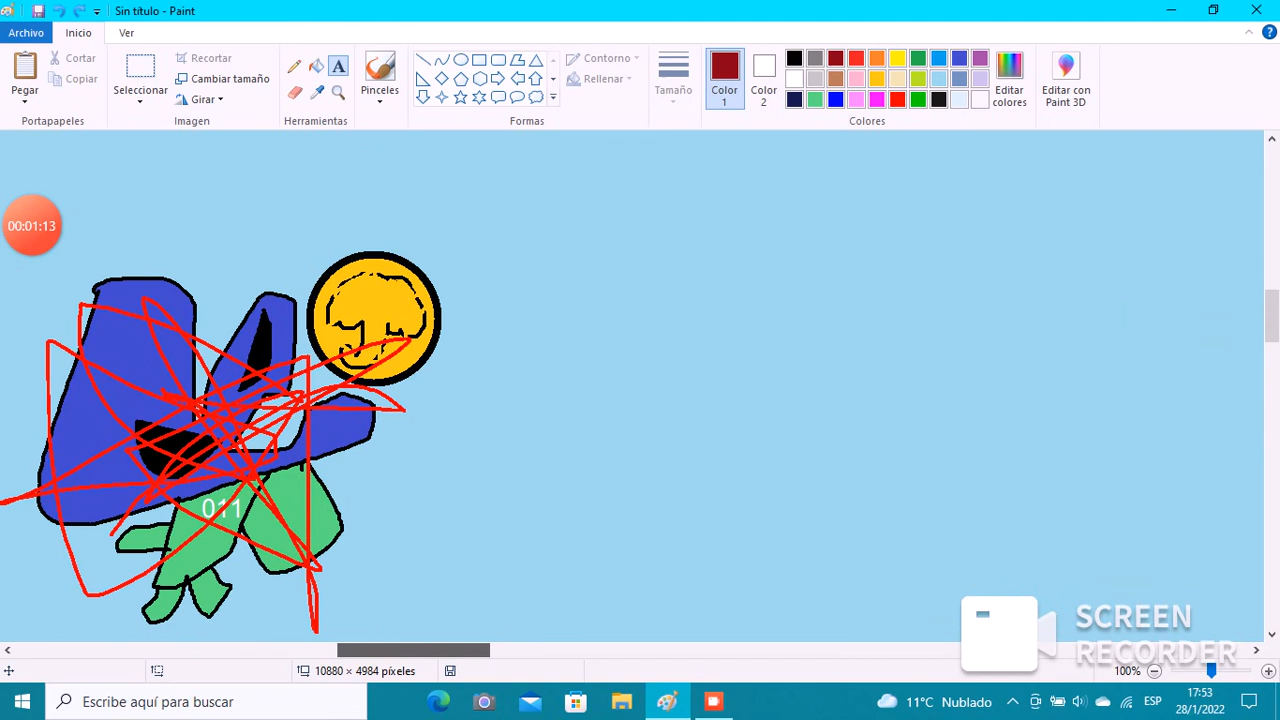 Sin título - Paint
Archivo Inicio Ver
Pegar
Cortar
Copiar
Portapapeles
Seleccionar
Recortar
Cambiar tamaño
Girar
Imagen
A
Herramientas
Pinceles
Contorno
Rellenar
Formas
Tamaño
Color 1
Color 2
Editar colores
Colores
Editar con Paint 3D
00:01:13
011
SCREEN
RECORDER
10880 × 4984 píxeles
100%
Escribe aquí para buscar
11°C Nublado
ESP
17:53
28/1/2022